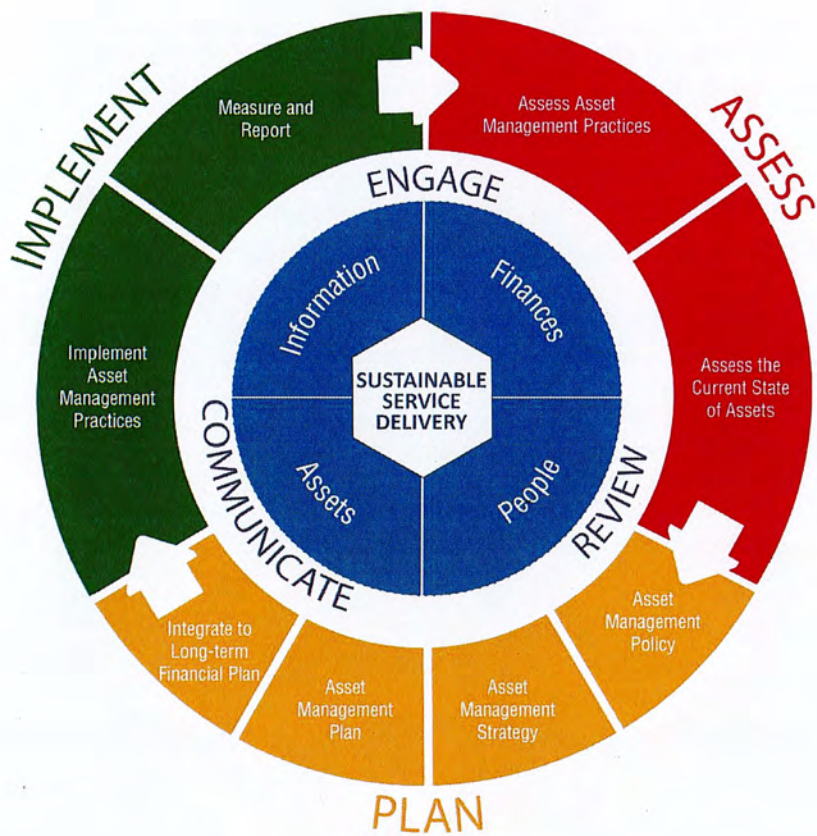 IMPLEMENT
ASSESS
PLAN
Measure and
Report
Assess Asset
Management Practices
Assess the
Current State
of Assets
Asset
Management
Policy
Asset
Management
Strategy
Asset
Management
Plan
Integrate to
Long-term
Financial Plan
Implement
Asset
Management
Practices
ENGAGE
REVIEW
COMMUNICATE
Information
Finances
People
Assets
SUSTAINABLE
SERVICE
DELIVERY